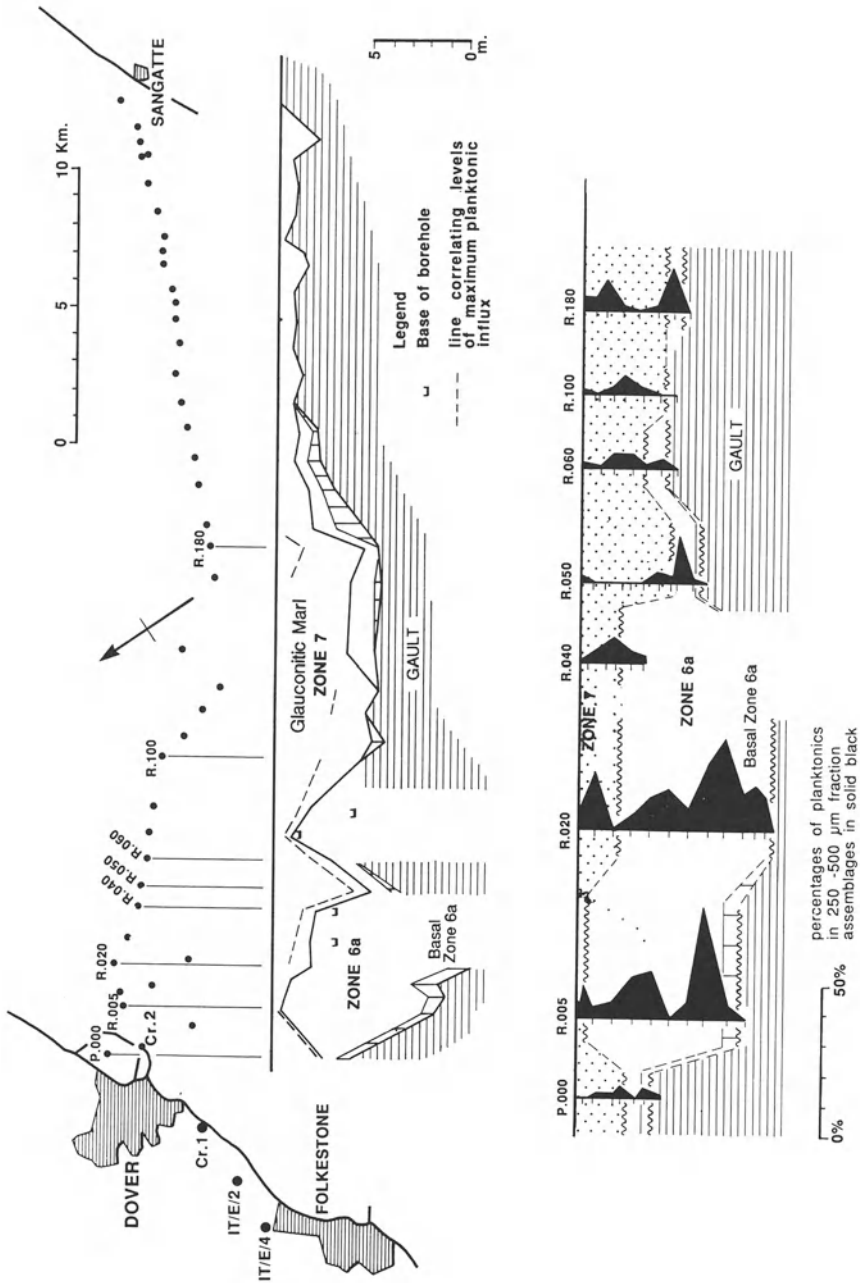 SANGATTE
0
5
10 Km.
R.180
R.100
R.060
R.050
R.040
R.020
R.005
Cr.2
P.000
DOVER
Cr.1
IT/E/2
IT/E/4
FOLKESTONE
5
0
m.
Legend
Base of borehole
line correlating levels
of maximum planktonic
influx
Glauconitic Marl
ZONE 7
GAULT
ZONE 6a
Basal
Zone 6a
P.000
R.005
R.020
R.040
R.050
R.060
R.100
R.180
ZONE 7
ZONE 6a
Basal Zone 6a
GAULT
0%
50%
percentages of planktonics
in 250 -500 µm fraction
assemblages in solid black